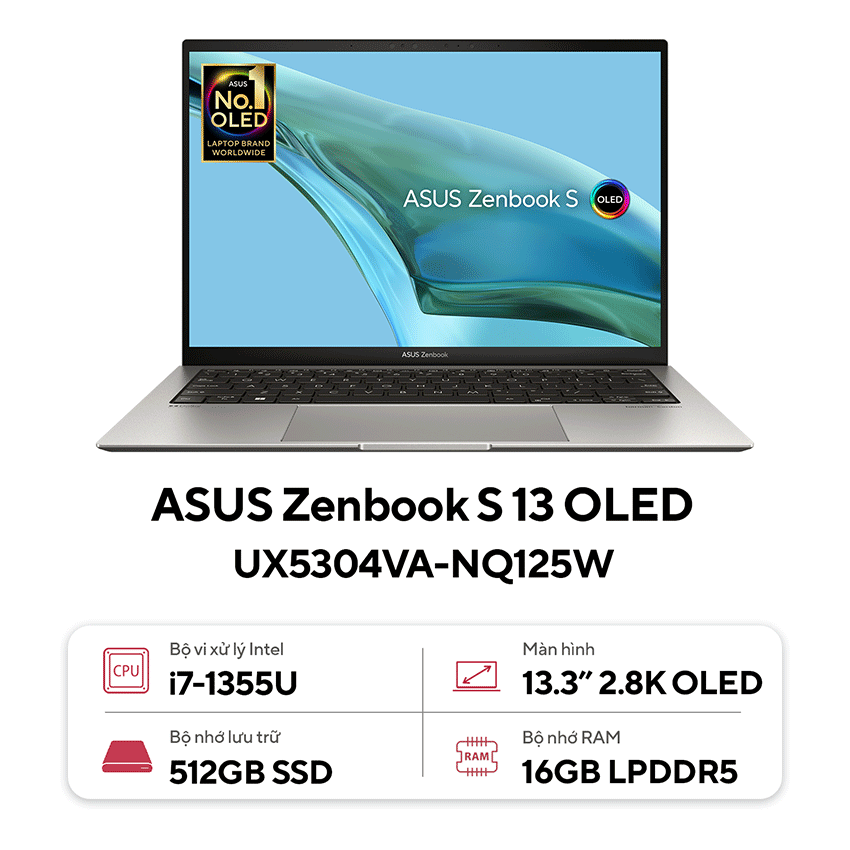 ASUS
No.1
OLED
LAPTOP BRAND
WORLDWIDE
ASUS Zenbook S OLED
ASUS Zenbook
ASUS Zenbook S 13 OLED
UX5304VA-NQ125W
CPU
Bộ vi xử lý Intel
i7-1355U
Màn hình
13.3″ 2.8K OLED
Bộ nhớ lưu trữ
512GB SSD
RAM
Bộ nhớ RAM
16GB LPDDR5